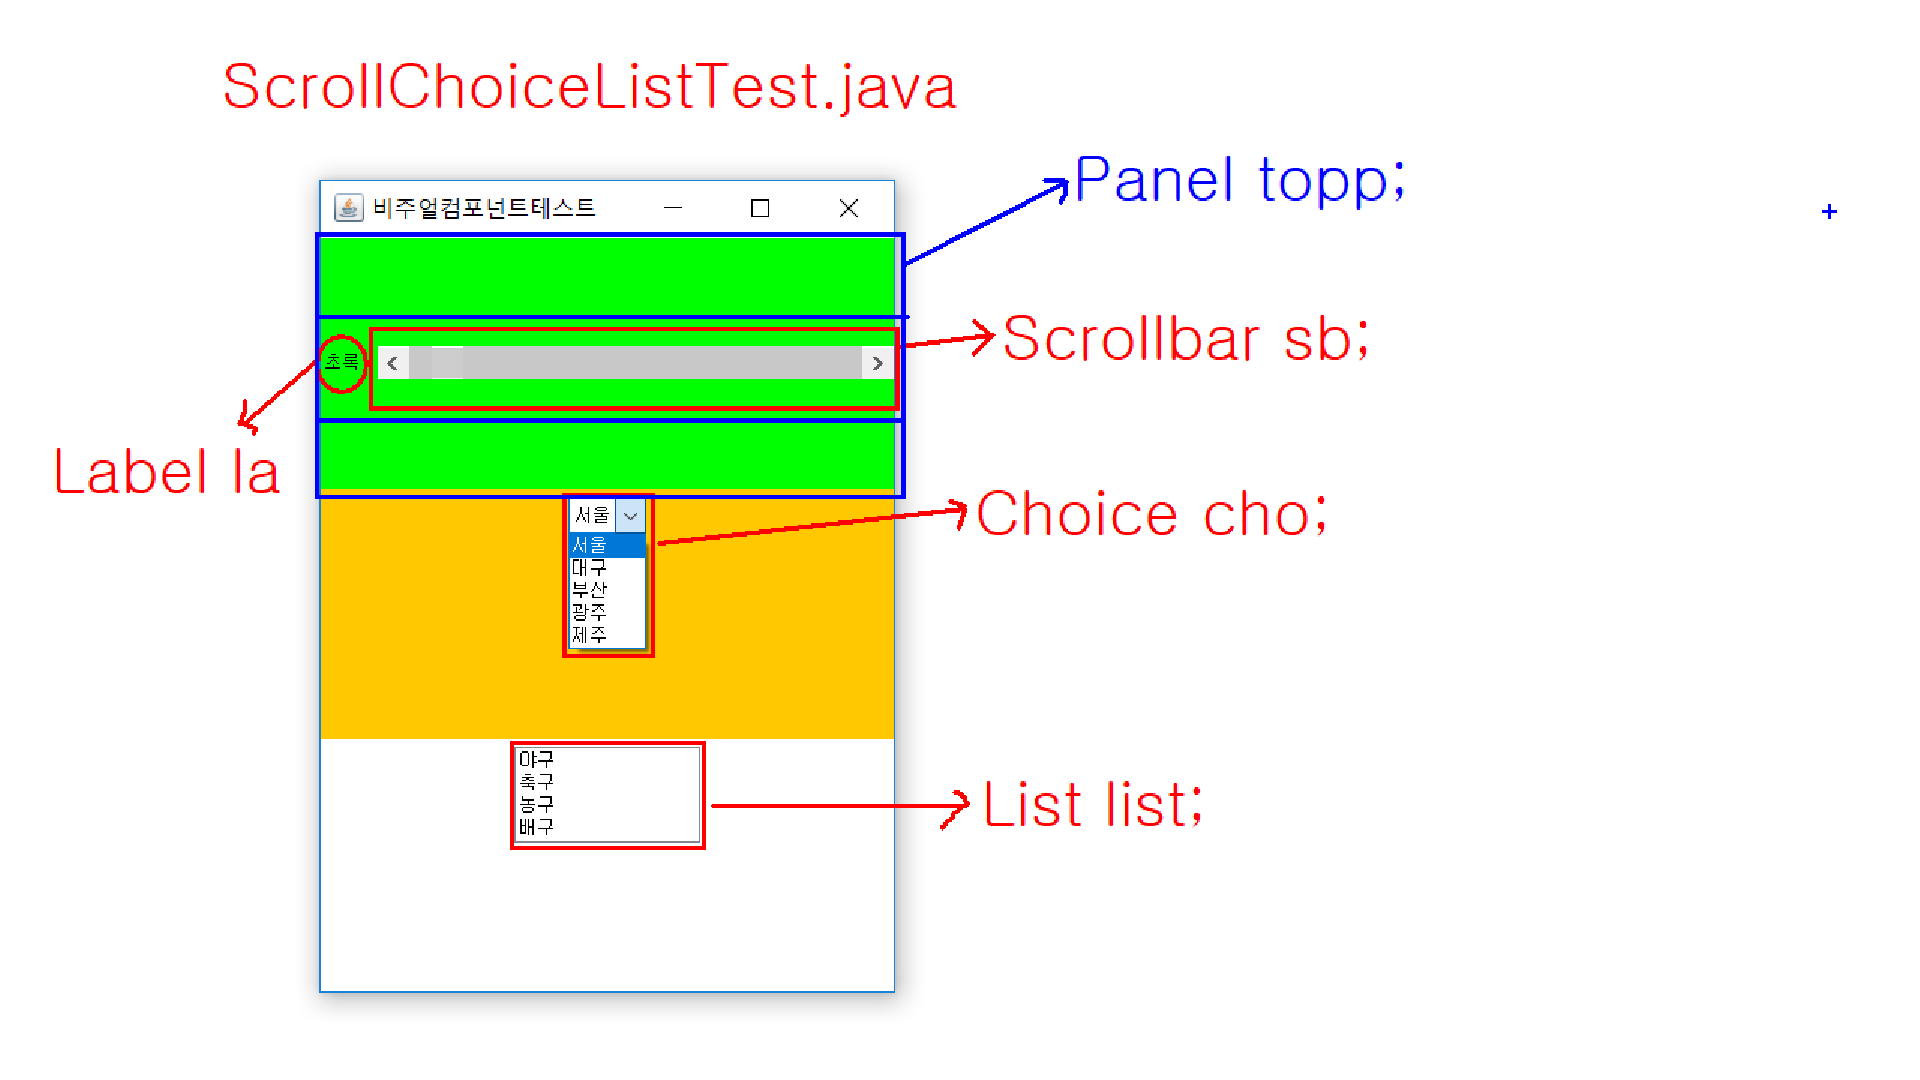 ScrollChoiceListTest.java
Panel topp;
비주얼컴포넌트테스트
Scrollbar sb;
초록
Label la
Choice cho;
서울
서울
대구
부산
광주
제주
List list;
야구
축구
농구
배구